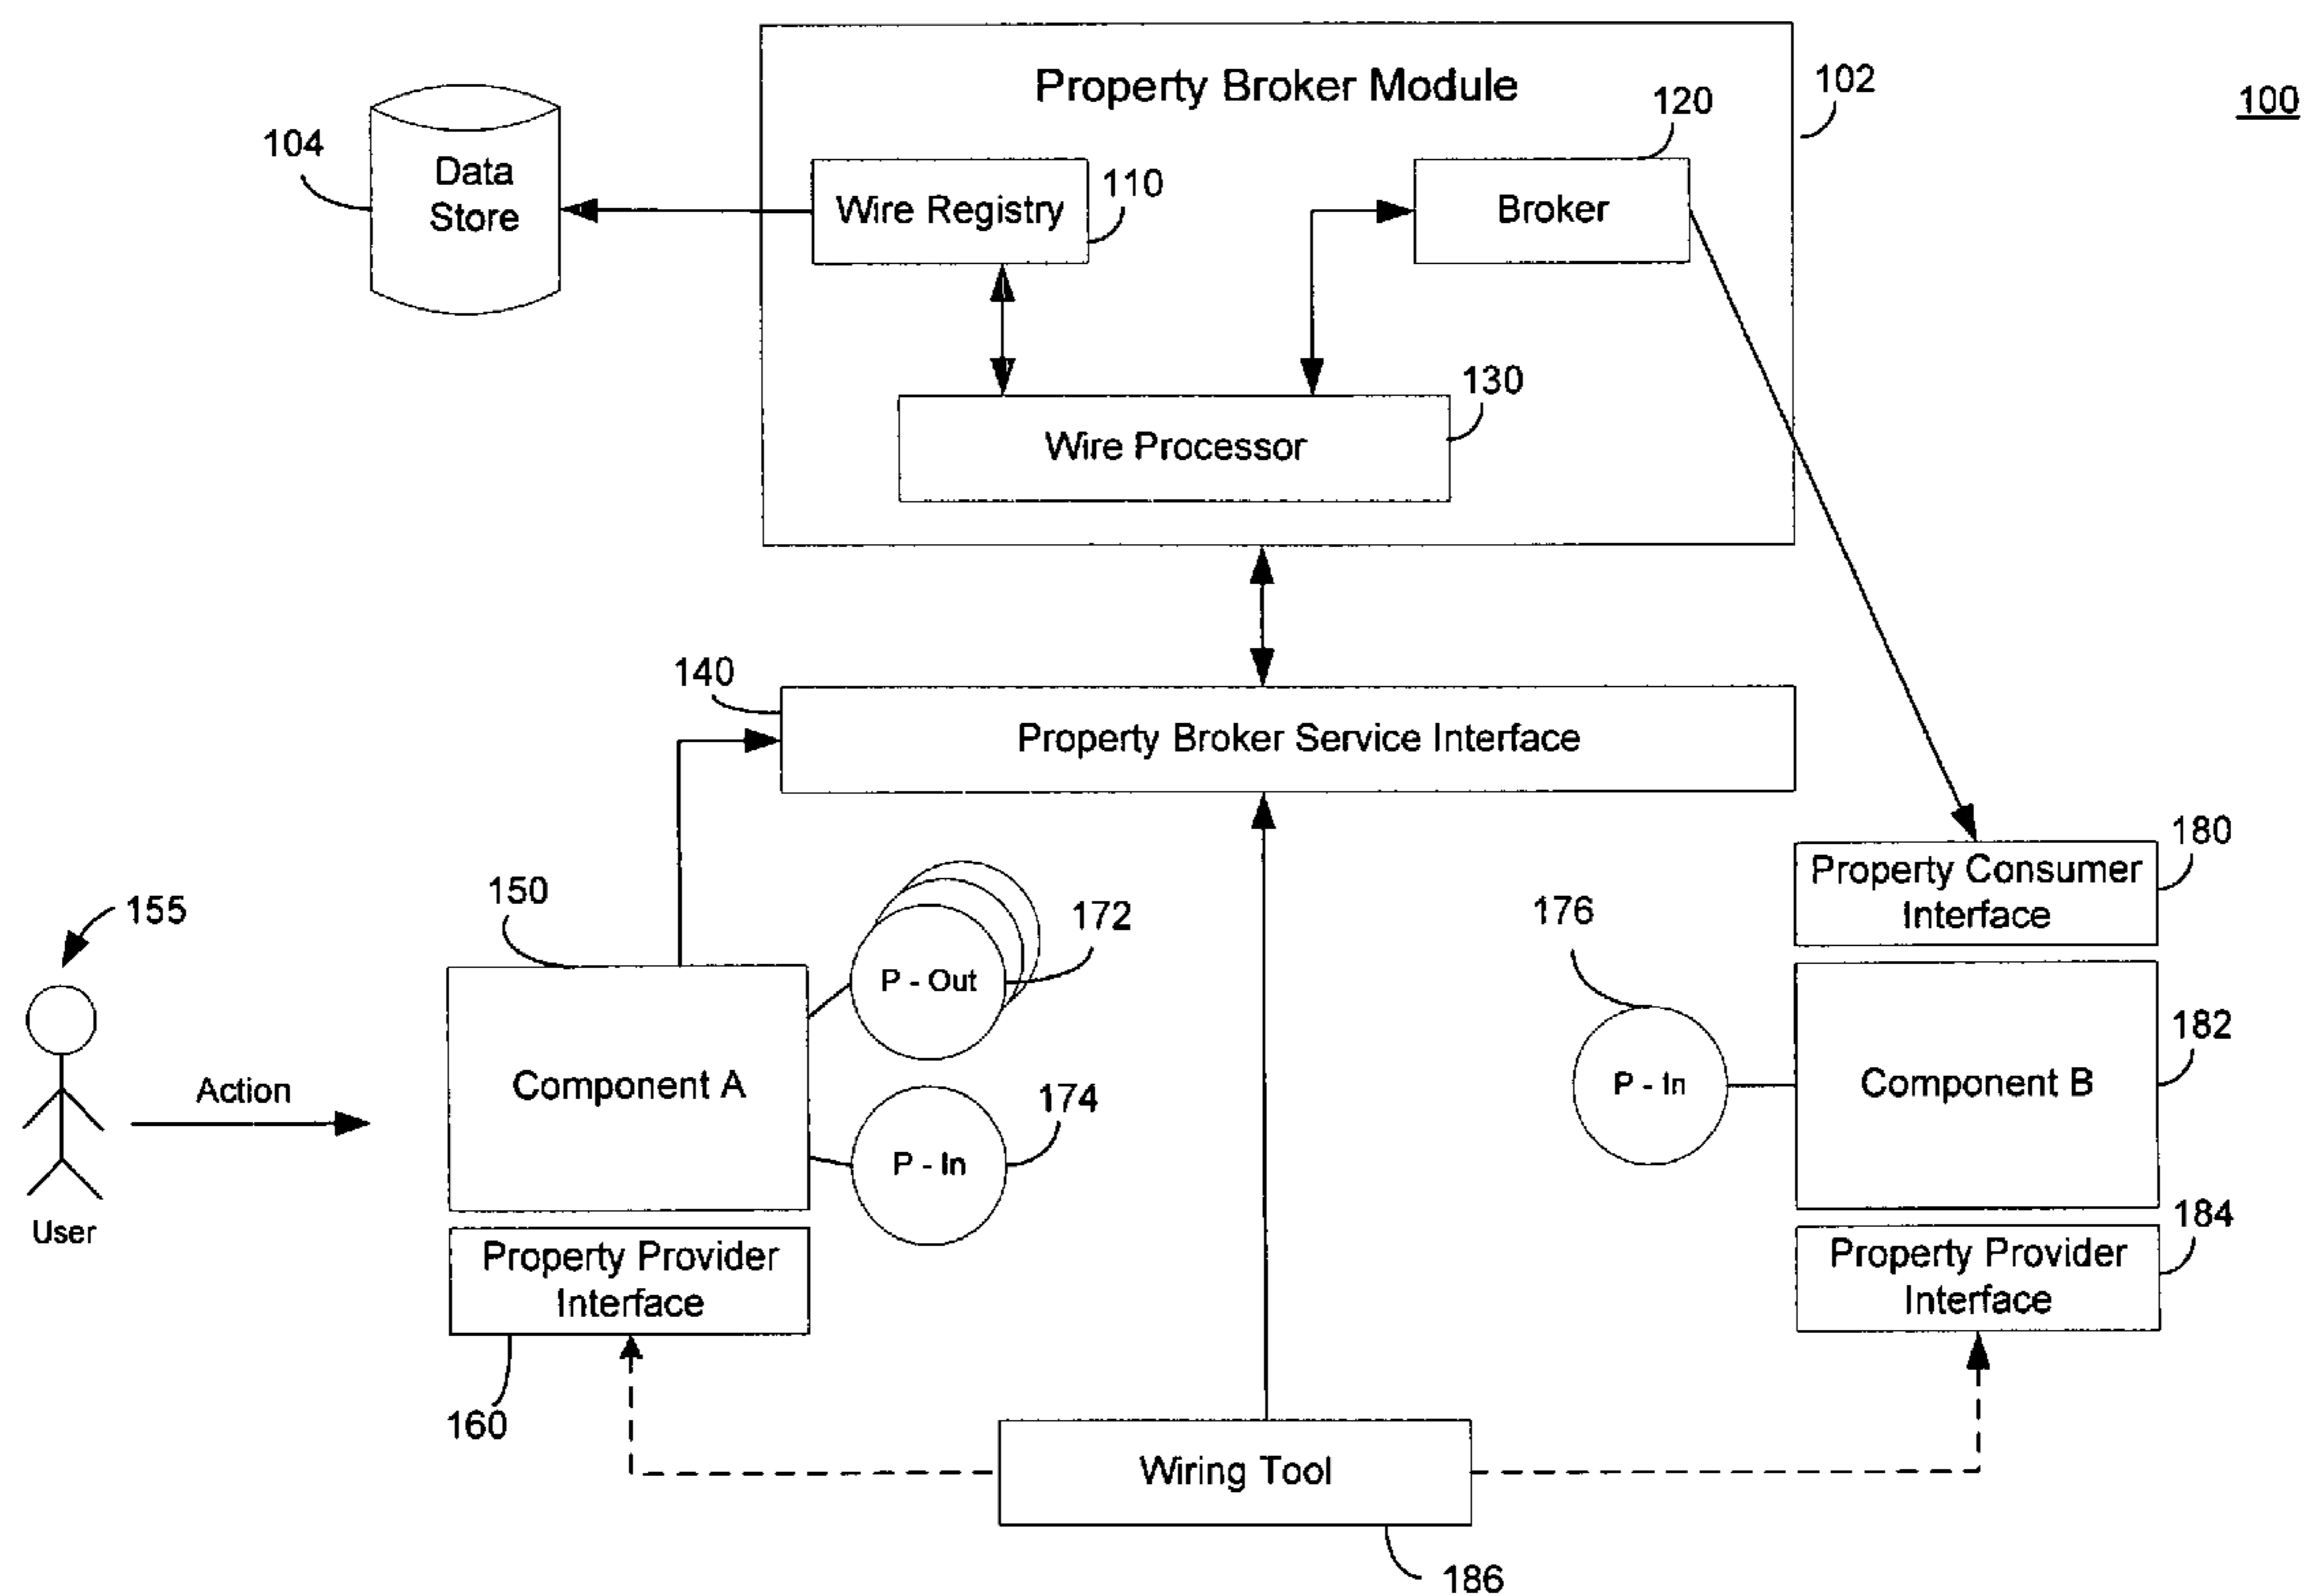 Property Broker Module
102
100
120
104
Data
Store
Wire Registry
110
Broker
130
Wire Processor
140
Property Broker Service Interface
180
Property Consumer
Interface
150
155
172
176
P - Out
182
Action
Component A
174
P - In
P - In
Component B
User
184
Property Provider
Interface
Property Provider
Interface
160
Wiring Tool
186